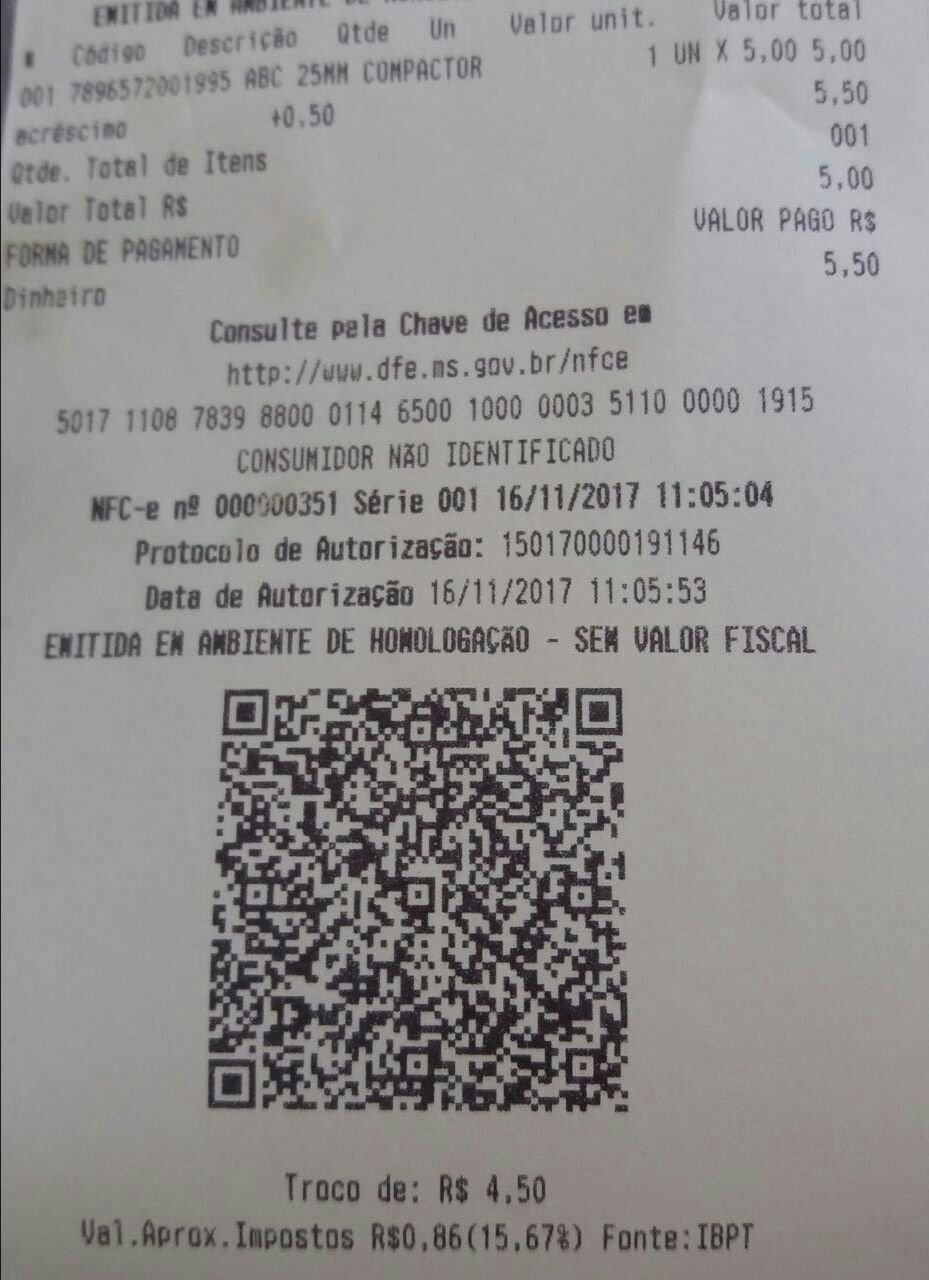 EMITIDA EM AMBIENTE DE
# Código Descrição Qtde Un Valor unit. Valor total
001 7896572001995 ABC 25MM COMPACTOR 1 UN X 5,00 5,00
acréscimo +0,50 5,50
Qtde. Total de Itens 001
Valor Total R$ 5,00
FORMA DE PAGAMENTO VALOR PAGO R$
Dinheiro 5,50
Consulte pela Chave de Acesso em
http://www.dfe.ms.gov.br/nfce
5017 1108 7839 8800 0114 6500 1000 0003 5110 0000 1915
CONSUMIDOR NÃO IDENTIFICADO
NFC-e nº 000000351 Série 001 16/11/2017 11:05:04
Protocolo de Autorização: 150170000191146
Data de Autorização 16/11/2017 11:05:53
EMITIDA EM AMBIENTE DE HOMOLOGAÇÃO - SEM VALOR FISCAL
Troco de: R$ 4,50
Val.Aprox.Impostos R$0,86(15,67%) Fonte:IBPT